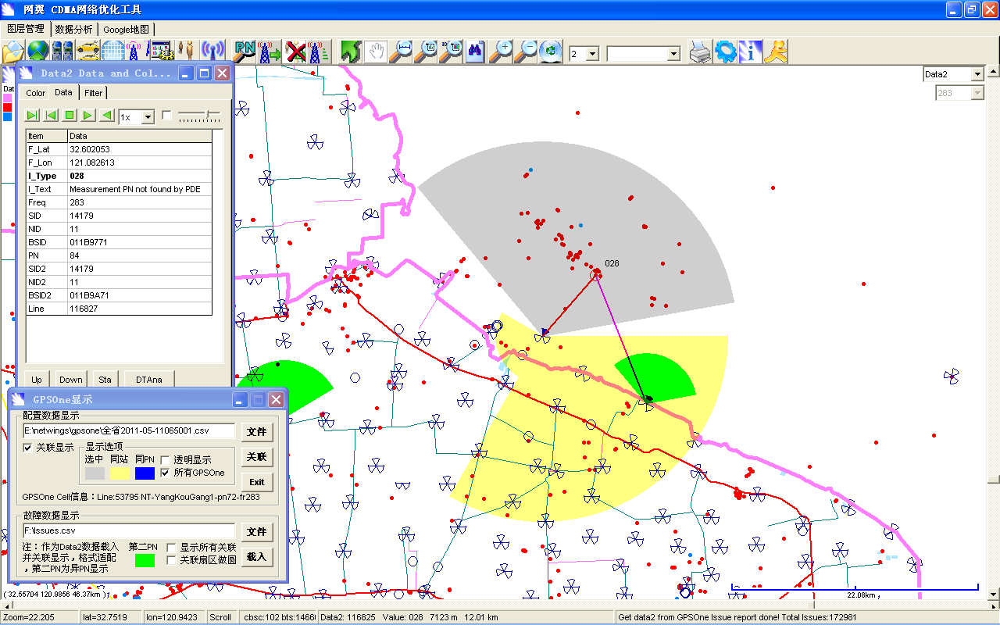 网翼 CDMA网络优化工具
图层管理 数据分析 Google地图
PN 2
Data2 Data and Col...
Dat
Data2
283
Color Data Filter
1x
Item Data
F_Lat 32.602053
F_Lon 121.082613
I_Type 028
I_Text Measurement PN not found by PDE
Freq 283
SID 14179
NID 11
BSID 011B9771
PN 84
SID2 14179
NID2 11
BSID2 011B9A71
Line 116827
028
Up Down Sta DTAna
GPSOne显示
配置数据显示
E:\netwings\gpsone\全省2011-05-11065001.csv 文件
关联显示 显示选项 关联
选中 同站 同PN 透明显示
所有GPSOne Exit
GPSOne Cell信息：Line:53795 NT-YangKouGang1-pn72-fr283
故障数据显示
F:\Issues.csv 文件
注：作为Data2数据载入 第二PN 显示所有关联
并关联显示，格式适配 关联扇区做圆 载入
，第二PN为异PN显示
( 32.55704 120.9856 46.37km )
22.08km
Zoom=22.205 lat=32.7519 lon=120.9423 Scroll cbsc:102 bts:1466 Data2: 116825 Value: 028 7123 m 12.01 km Get data2 from GPSOne Issue report done! Total Issues:172981